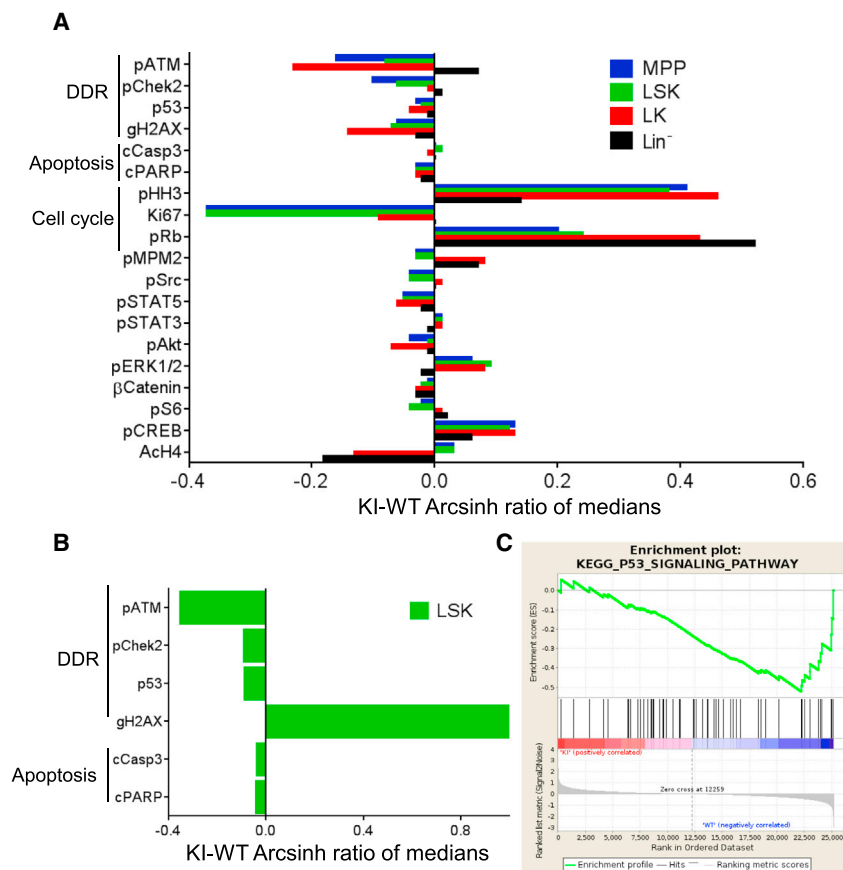 A
DDR
Apoptosis
Cell cycle
pATM
pChek2
p53
gH2AX
cCasp3
cPARP
pHH3
Ki67
pRb
pMPM2
pSrc
pSTAT5
pSTAT3
pAkt
pERK1/2
βCatenin
pS6
pCREB
AcH4
MPP
LSK
LK
Lin⁻
-0.4 -0.2 0.0 0.2 0.4 0.6
KI-WT Arcsinh ratio of medians
B
DDR
Apoptosis
pATM
pChek2
p53
gH2AX
cCasp3
cPARP
LSK
-0.4 0.0 0.4 0.8
KI-WT Arcsinh ratio of medians
C
Enrichment plot:
KEGG_P53_SIGNALING_PATHWAY
Enrichment score (ES)
0.0
-0.1
-0.2
-0.3
-0.4
-0.5
Ranked list metric (Signal2Noise)
4
3
2
1
0
-1
-2
-3
'KI' (positively correlated)
Zero cross at 12259
'WT' (negatively correlated)
0 2,500 5,000 7,500 10,000 12,500 15,000 17,500 20,000 22,500 25,000
Rank in Ordered Dataset
Enrichment profile Hits Ranking metric scores